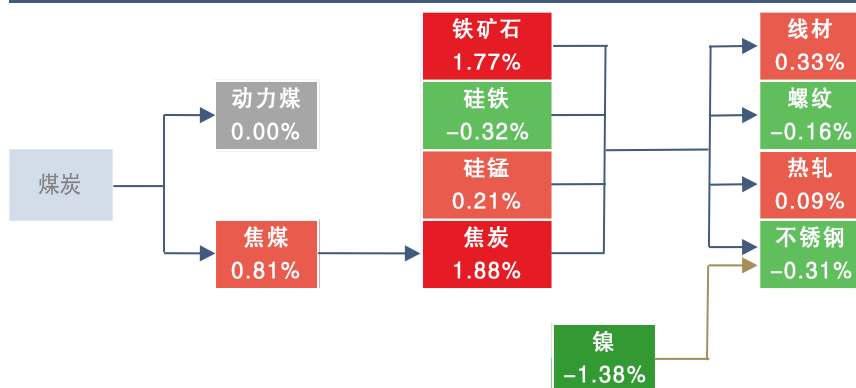 铁矿石
1.77%
线材
0.33%
动力煤
0.00%
硅铁
-0.32%
螺纹
-0.16%
煤炭
硅锰
0.21%
热轧
0.09%
焦煤
0.81%
焦炭
1.88%
不锈钢
-0.31%
镍
-1.38%